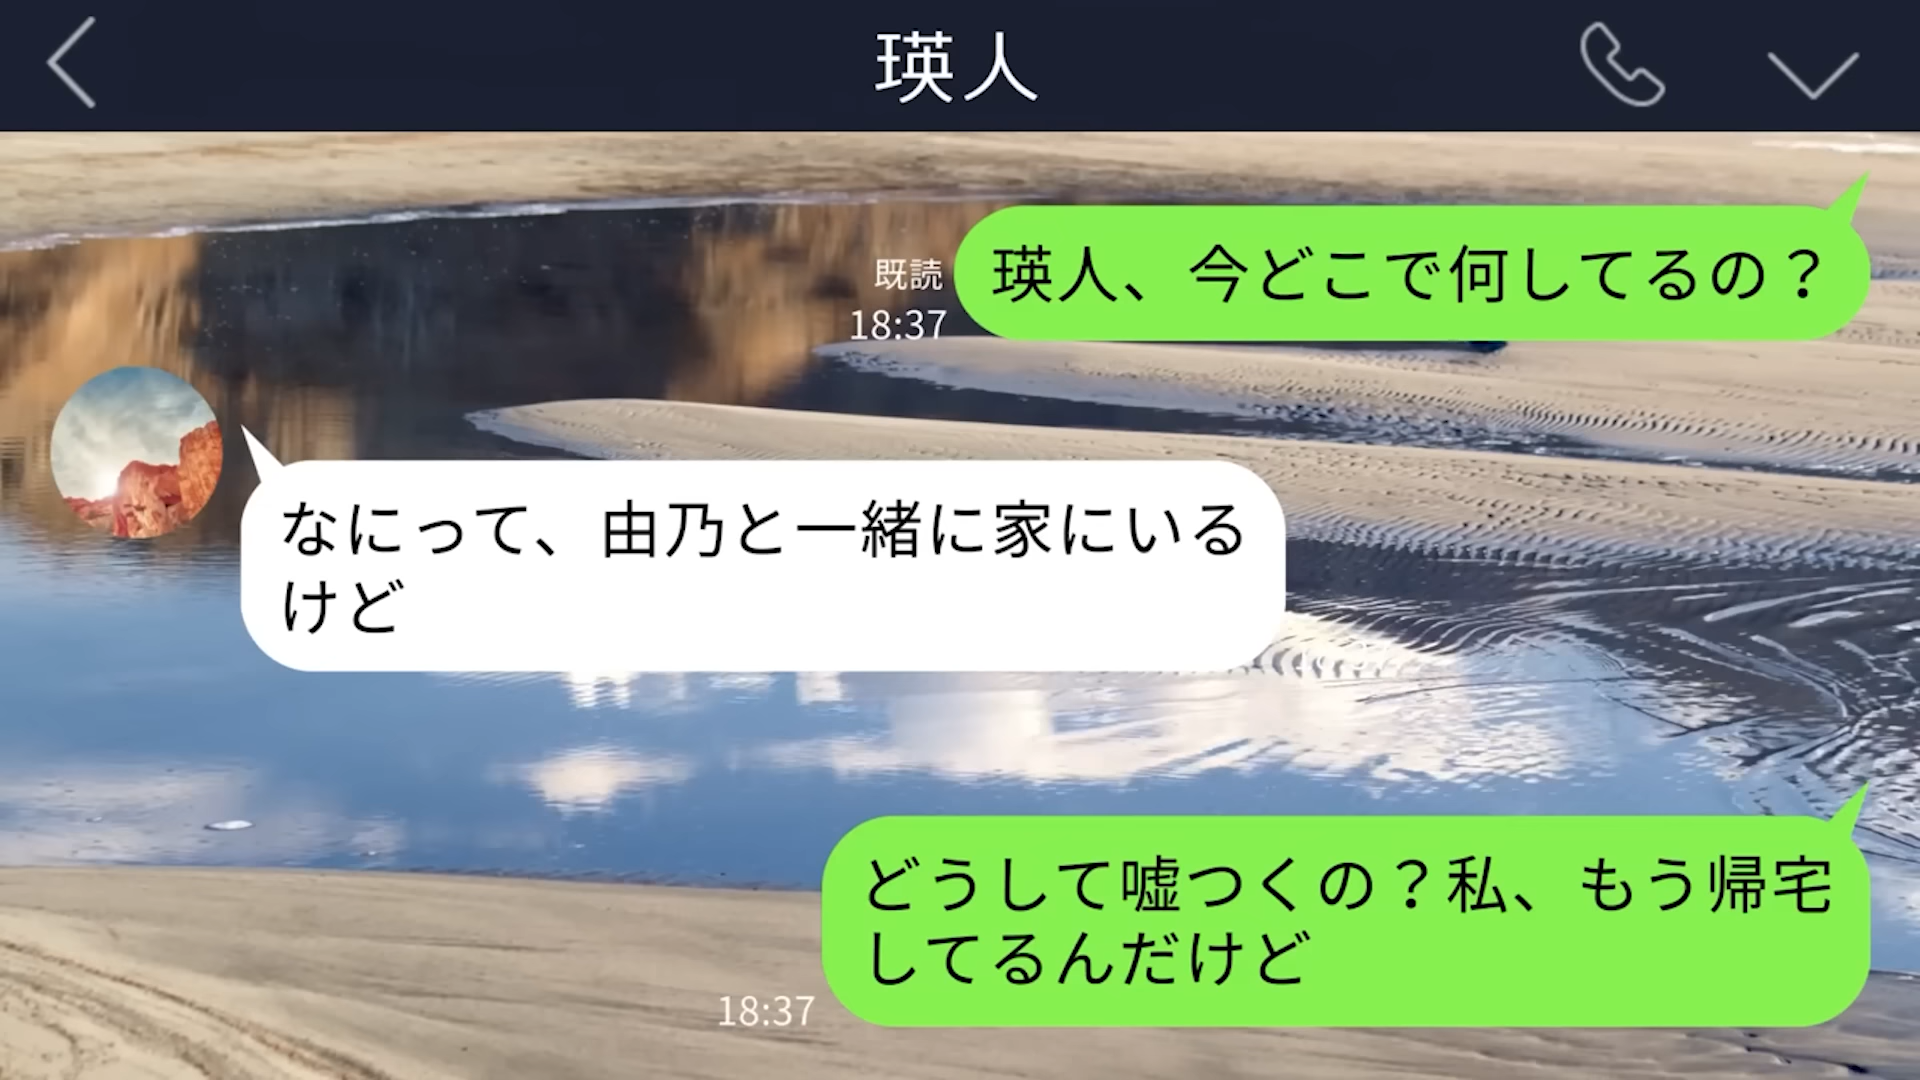 瑛人
瑛人、今どこで何してるの？
既読
18:37
なにって、由乃と一緒に家にいる
けど
どうして嘘つくの？私、もう帰宅
してるんだけど
18:37